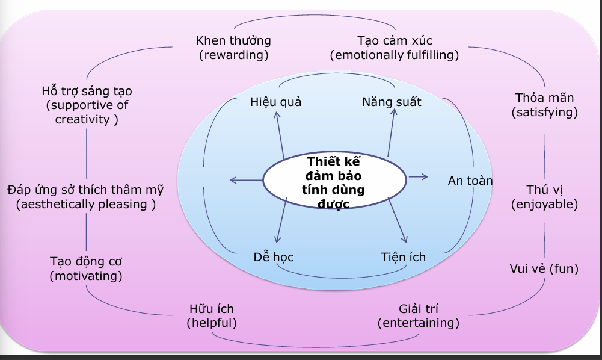 Khen thưởng
(rewarding)
Tạo cảm xúc
(emotionally fulfilling)
Hỗ trợ sáng tạo
(supportive of
creativity )
Thỏa mãn
(satisfying)
Hiệu quả
Năng suất
Thiết kế
đảm bảo
tính dùng
được
An toàn
Đáp ứng sở thích thẩm mỹ
(aesthetically pleasing )
Thú vị
(enjoyable)
Dễ học
Tiện ích
Tạo động cơ
(motivating)
Vui vẻ (fun)
Hữu ích
(helpful)
Giải trí
(entertaining)